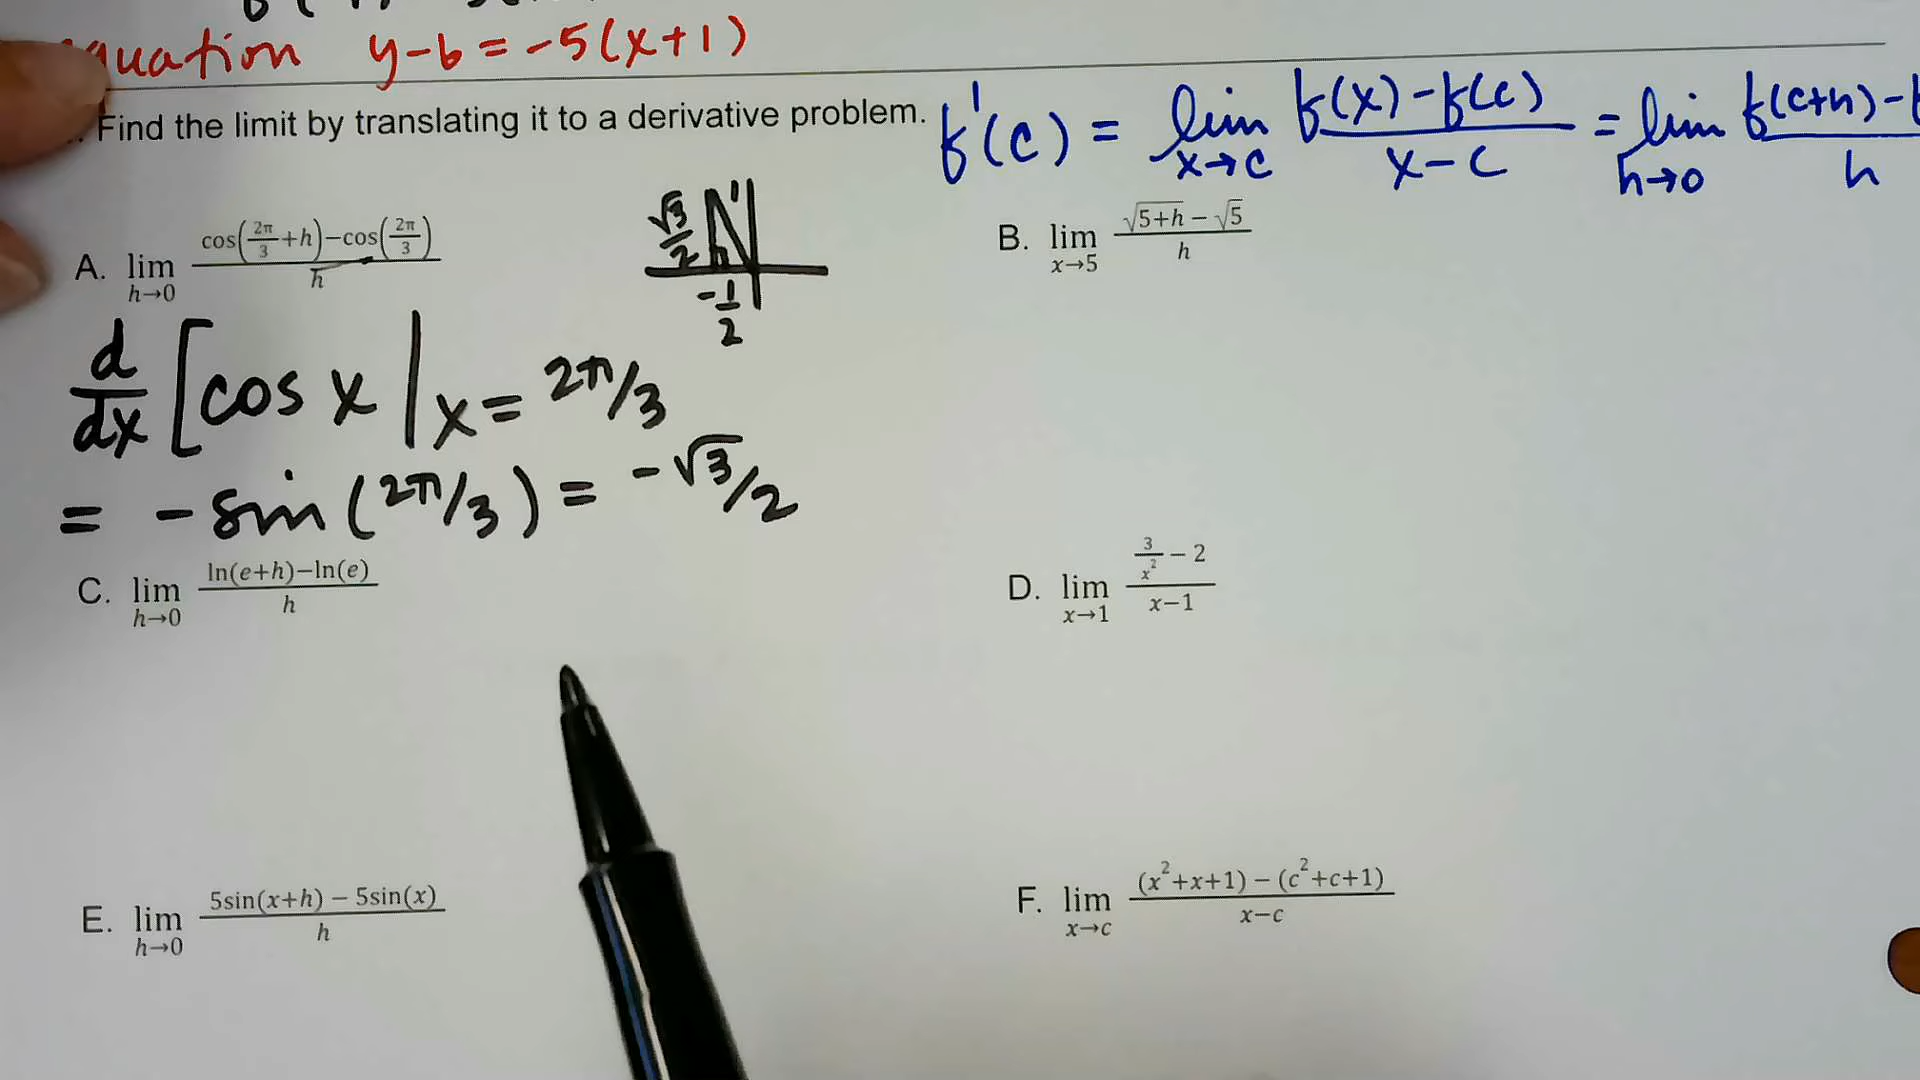 equation y-6=-5(x+1)
Find the limit by translating it to a derivative problem.
f'(c) = lim x→c f(x)-f(c) / x-c = lim h→0 f(c+h)-f / h
A. lim h→0 cos(2π/3 +h)−cos(2π/3) / h
√3/2 1
-1/2
B. lim x→5 √5+h − √5 / h
d/dx [cos x | x = 2π/3
= -sin(2π/3) = -√3/2
C. lim h→0 ln(e+h)−ln(e) / h
D. lim x→1 3/x² − 2 / x−1
E. lim h→0 5sin(x+h) − 5sin(x) / h
F. lim x→c (x²+x+1) − (c²+c+1) / x−c